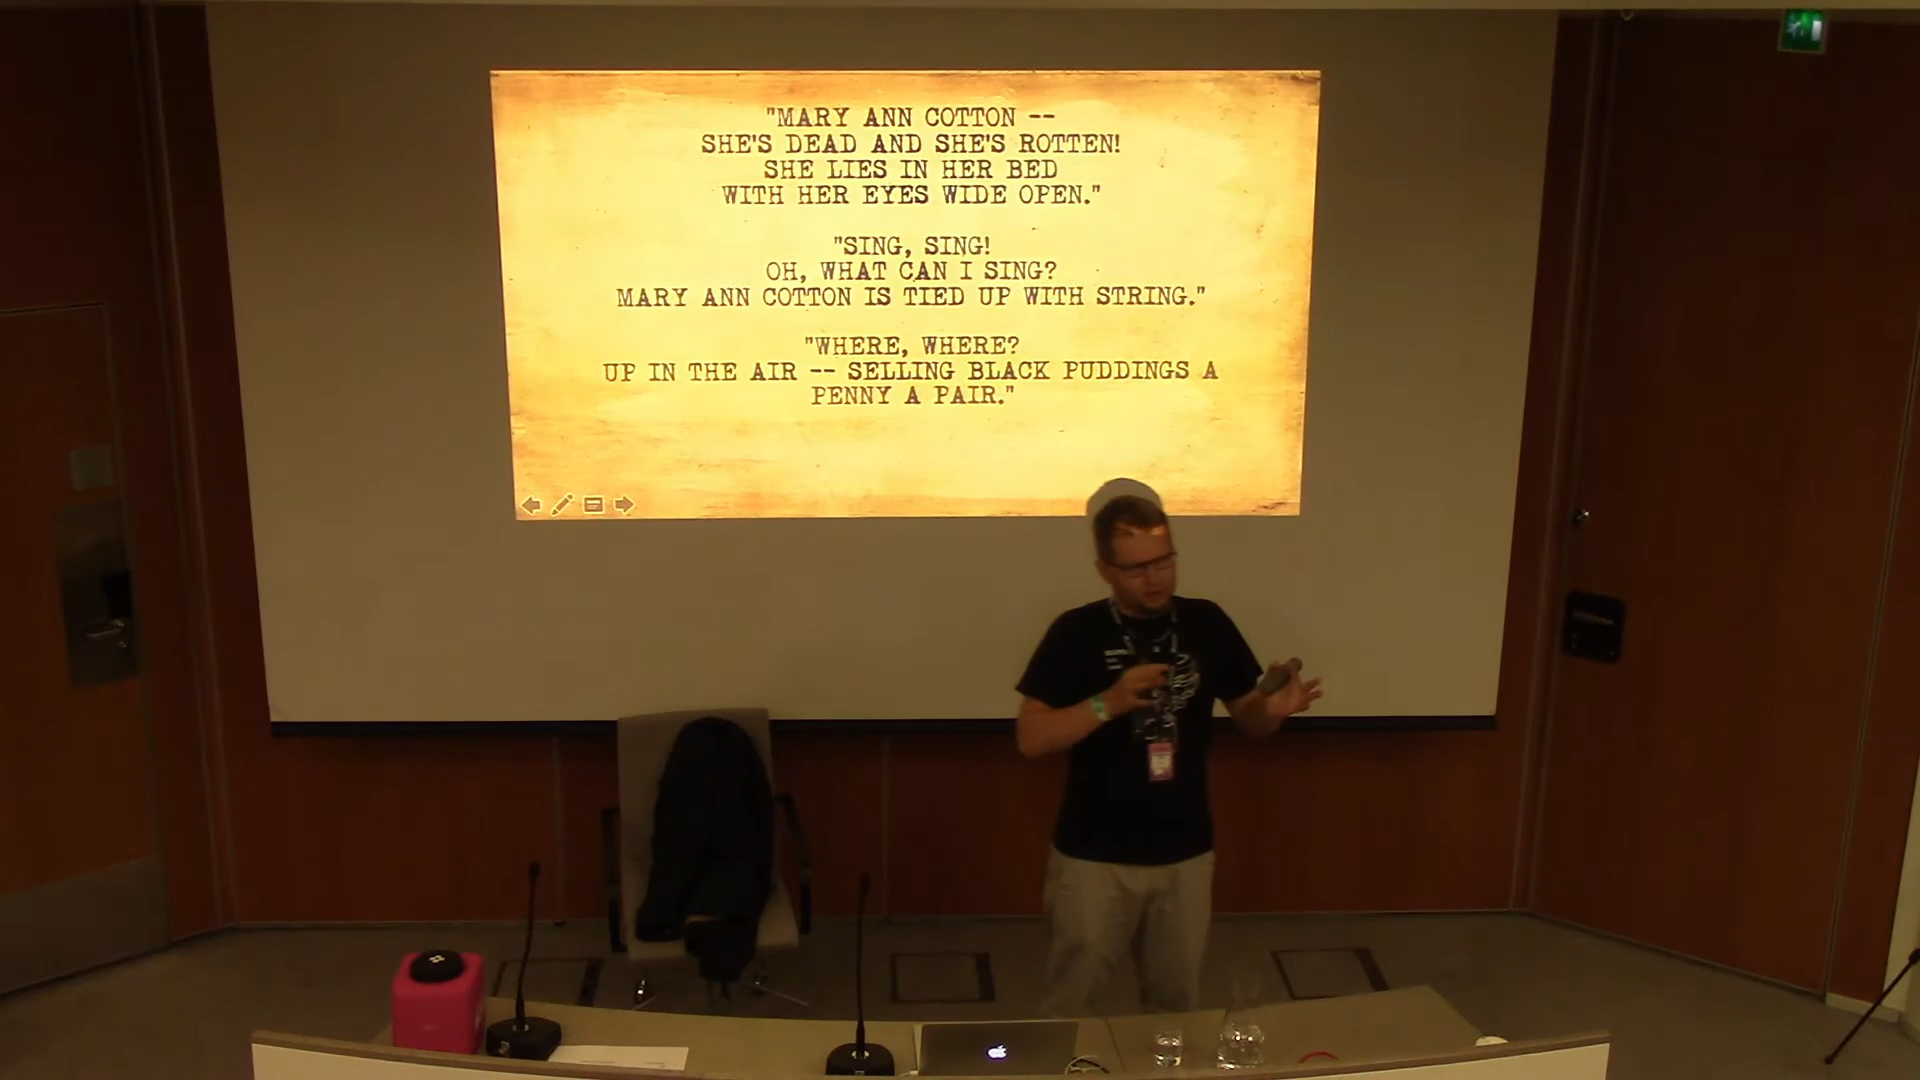 "MARY ANN COTTON --
SHE'S DEAD AND SHE'S ROTTEN!
SHE LIES IN HER BED
WITH HER EYES WIDE OPEN."
"SING, SING!
OH, WHAT CAN I SING?
MARY ANN COTTON IS TIED UP WITH STRING."
"WHERE, WHERE?
UP IN THE AIR -- SELLING BLACK PUDDINGS A
PENNY A PAIR."